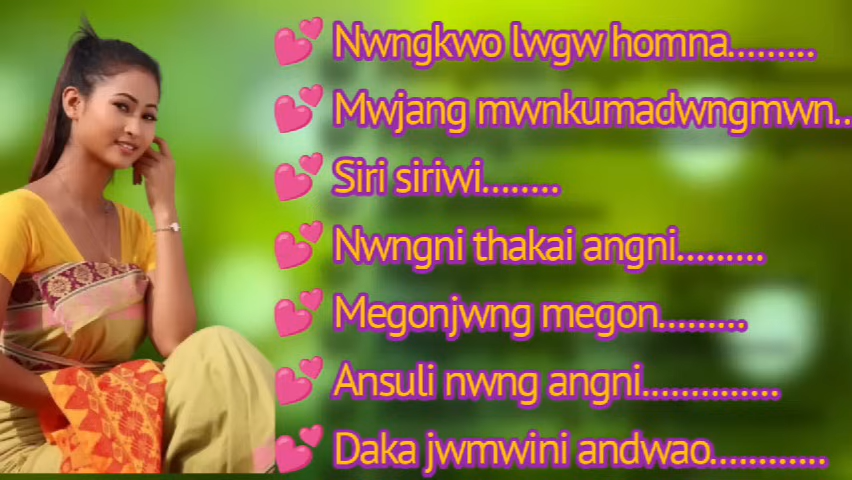 💕 Nwngkwo lwgw homna.........
💕 Mwjang mwnkumadwngmwn..
💕 Siri siriwi........
💕 Nwngni thakai angni.........
💕 Megonjwng megon.........
💕 Ansuli nwng angni..............
💕 Daka jwmwini andwao............